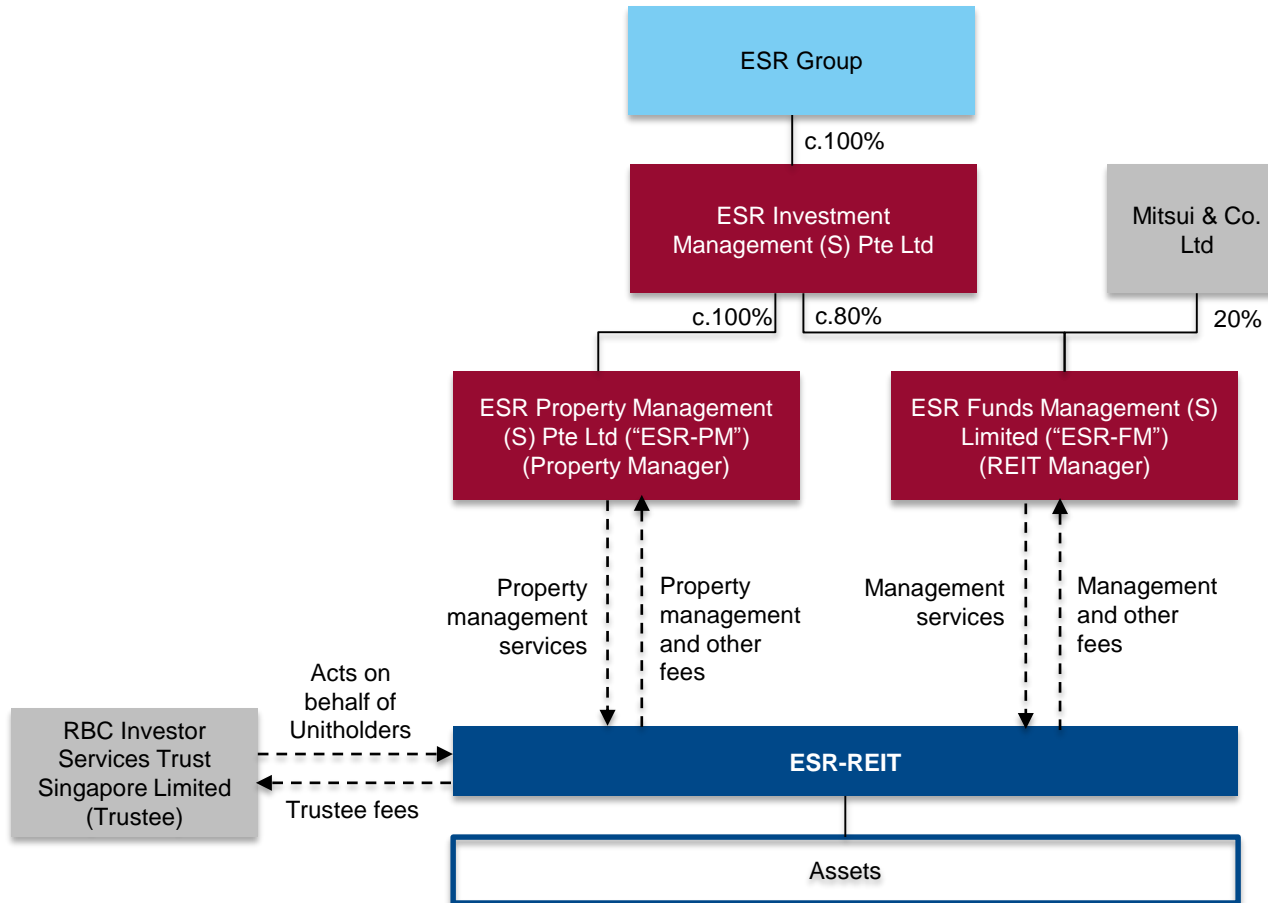 ESR Group
c.100%
ESR Investment
Management (S) Pte Ltd
Mitsui & Co.
Ltd
c.100%
c.80%
20%
ESR Property Management
(S) Pte Ltd (“ESR-PM”)
(Property Manager)
ESR Funds Management (S)
Limited (“ESR-FM”)
(REIT Manager)
Property
management
services
Property
management
and other
fees
Management
services
Management
and other
fees
Acts on
behalf of
Unitholders
RBC Investor
Services Trust
Singapore Limited
(Trustee)
Trustee fees
ESR-REIT
Assets